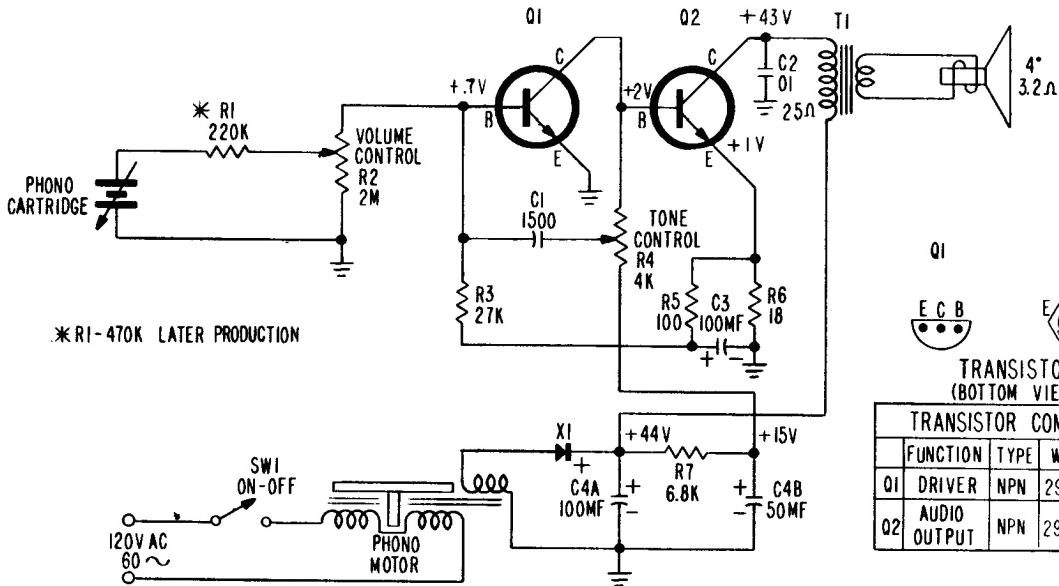 Q1
Q2
+43V
T1
C
C
C2
01
25Ω
4"
3.2Ω
+.7V
B
E
+2V
B
E
+1V
* R1
220K
VOLUME
CONTROL
R2
2M
PHONO
CARTRIDGE
C1
1500
TONE
CONTROL
R4
4K
R3
27K
R5
100
C3
100MF
+ −
R6
18
* R1-470K LATER PRODUCTION
Q1
E C B
E
TRANSISTO
(BOTTOM VIE
TRANSISTOR CON
FUNCTION TYPE W
Q1 DRIVER NPN 29
Q2 AUDIO OUTPUT NPN 29
X1
+
+44V
R7
6.8K
+15V
C4A
100MF
+
−
C4B
50MF
+
−
SW1
ON-OFF
120V AC
60 ~
PHONO
MOTOR